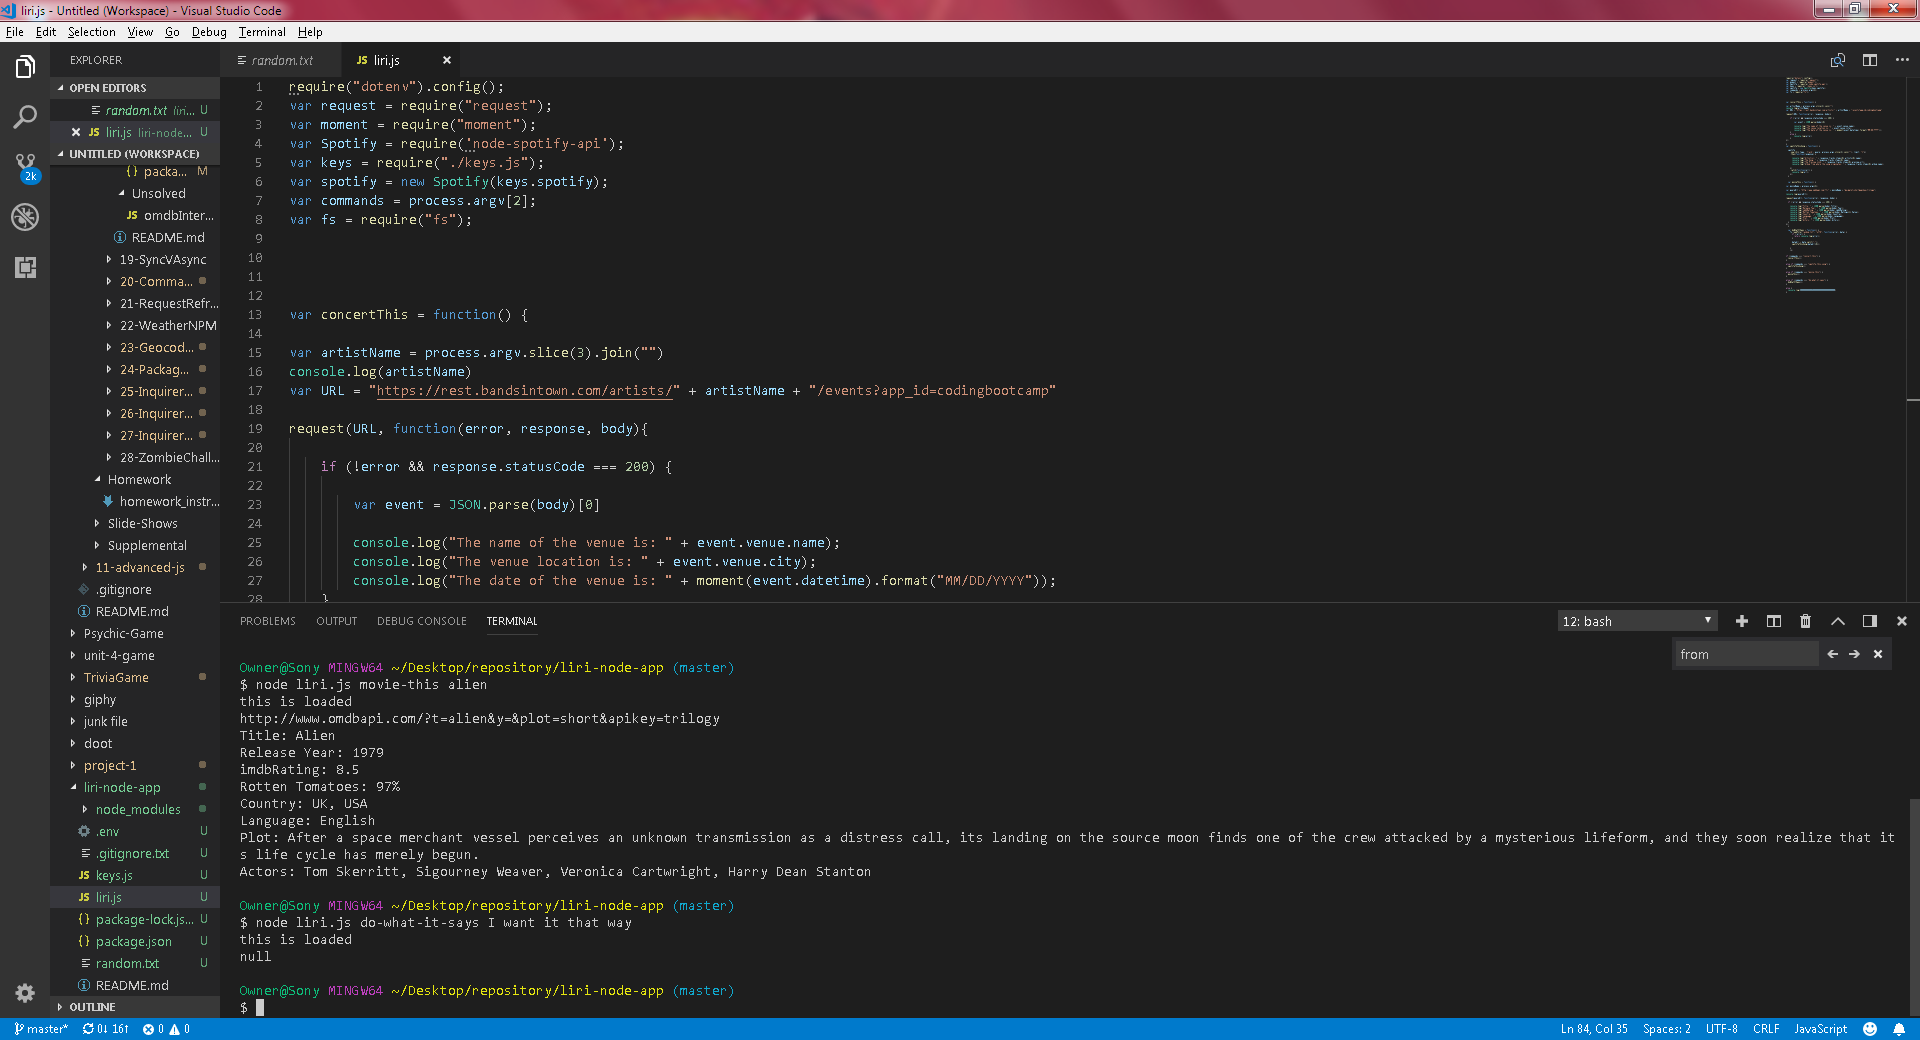 liri.js - Untitled (Workspace) - Visual Studio Code
File Edit Selection View Go Debug Terminal Help
EXPLORER
OPEN EDITORS
random.txt liri... U
JS liri.js liri-node... U
UNTITLED (WORKSPACE)
{} packa... M
Unsolved
JS omdbInter...
README.md
19-SyncVAsync
20-Comma...
21-RequestRefr...
22-WeatherNPM
23-Geocod...
24-Packag...
25-Inquirer...
26-Inquirer...
27-Inquirer...
28-ZombieChall...
Homework
homework_instr...
Slide-Shows
Supplemental
11-advanced-js
.gitignore
README.md
Psychic-Game
unit-4-game
TriviaGame
giphy
junk file
doot
project-1
liri-node-app
node_modules
.env U
.gitignore.txt U
JS keys.js U
JS liri.js U
{} package-lock.js... U
{} package.json U
random.txt U
README.md
OUTLINE
2k
random.txt JS liri.js
1 require("dotenv").config();
2 var request = require("request");
3 var moment = require("moment");
4 var Spotify = require('node-spotify-api');
5 var keys = require("./keys.js");
6 var spotify = new Spotify(keys.spotify);
7 var commands = process.argv[2];
8 var fs = require("fs");
9
10
11
12
13 var concertThis = function() {
14
15 var artistName = process.argv.slice(3).join("")
16 console.log(artistName)
17 var URL = "https://rest.bandsintown.com/artists/" + artistName + "/events?app_id=codingbootcamp"
18
19 request(URL, function(error, response, body){
20
21 if (!error && response.statusCode === 200) {
22
23 var event = JSON.parse(body)[0]
24
25 console.log("The name of the venue is: " + event.venue.name);
26 console.log("The venue location is: " + event.venue.city);
27 console.log("The date of the venue is: " + moment(event.datetime).format("MM/DD/YYYY"));
28 }
PROBLEMS OUTPUT DEBUG CONSOLE TERMINAL 12: bash
from
Owner@Sony MINGW64 ~/Desktop/repository/liri-node-app (master)
$ node liri.js movie-this alien
this is loaded
http://www.omdbapi.com/?t=alien&y=&plot=short&apikey=trilogy
Title: Alien
Release Year: 1979
imdbRating: 8.5
Rotten Tomatoes: 97%
Country: UK, USA
Language: English
Plot: After a space merchant vessel perceives an unknown transmission as a distress call, its landing on the source moon finds one of the crew attacked by a mysterious lifeform, and they soon realize that it
s life cycle has merely begun.
Actors: Tom Skerritt, Sigourney Weaver, Veronica Cartwright, Harry Dean Stanton
Owner@Sony MINGW64 ~/Desktop/repository/liri-node-app (master)
$ node liri.js do-what-it-says I want it that way
this is loaded
null
Owner@Sony MINGW64 ~/Desktop/repository/liri-node-app (master)
$
master* 0↓ 16↑ 0 0 Ln 84, Col 35 Spaces: 2 UTF-8 CRLF JavaScript